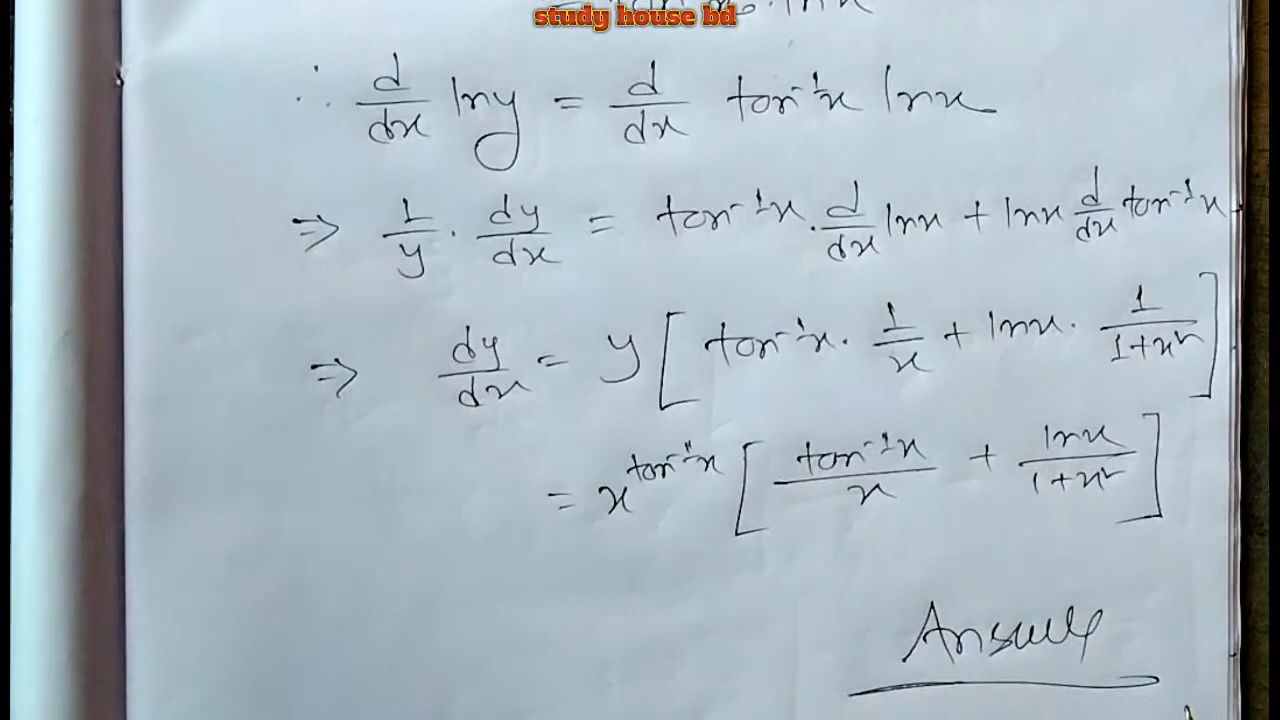 study house bd
∴ d/dx lny = d/dx tan⁻¹x lnx
⇒ 1/y · dy/dx = tan⁻¹x · d/dx lnx + lnx d/dx tan⁻¹x
⇒ dy/dx = y [ tan⁻¹x · 1/x + lnx · 1/(1+x²) ]
= x^(tan⁻¹x) [ tan⁻¹x/x + lnx/(1+x²) ]
Answer